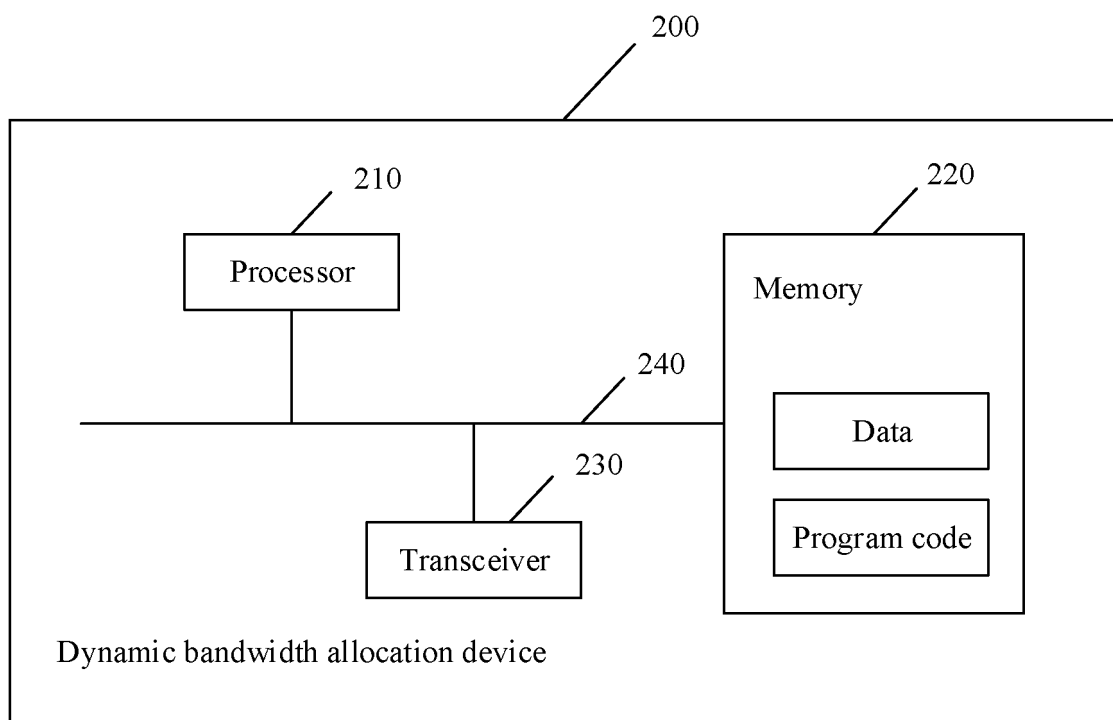 200
210
220
Processor
Memory
240
Data
230
Program code
Transceiver
Dynamic bandwidth allocation device